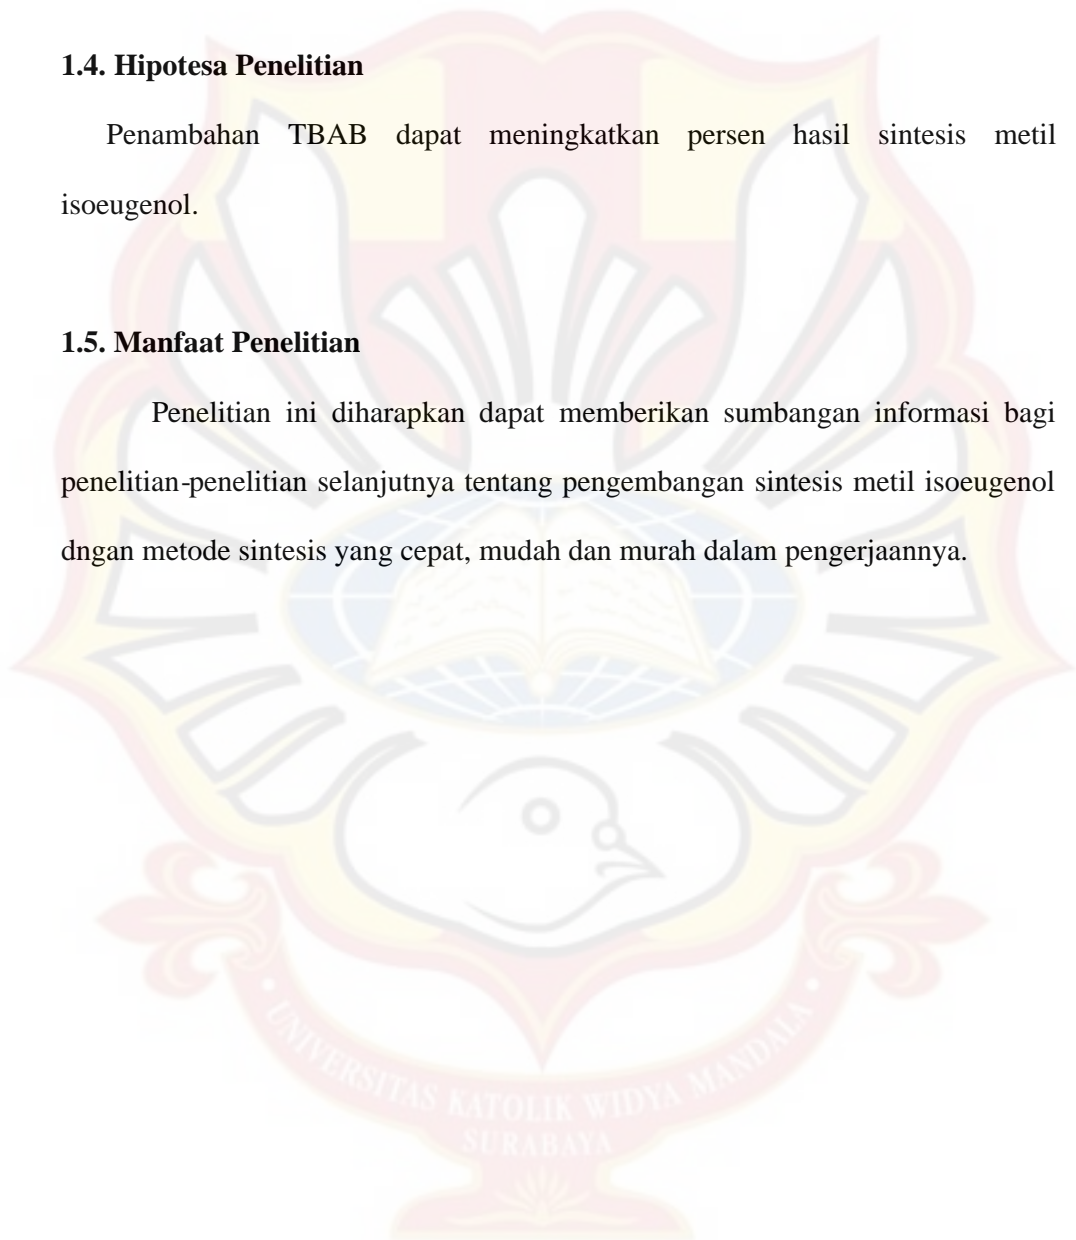 1.4. Hipotesa Penelitian
Penambahan TBAB dapat meningkatkan persen hasil sintesis metil
isoeugenol.
1.5. Manfaat Penelitian
Penelitian ini diharapkan dapat memberikan sumbangan informasi bagi
penelitian-penelitian selanjutnya tentang pengembangan sintesis metil isoeugenol
dngan metode sintesis yang cepat, mudah dan murah dalam pengerjaannya.
UNIVERSITAS KATOLIK WIDYA MANDALA
SURABAYA